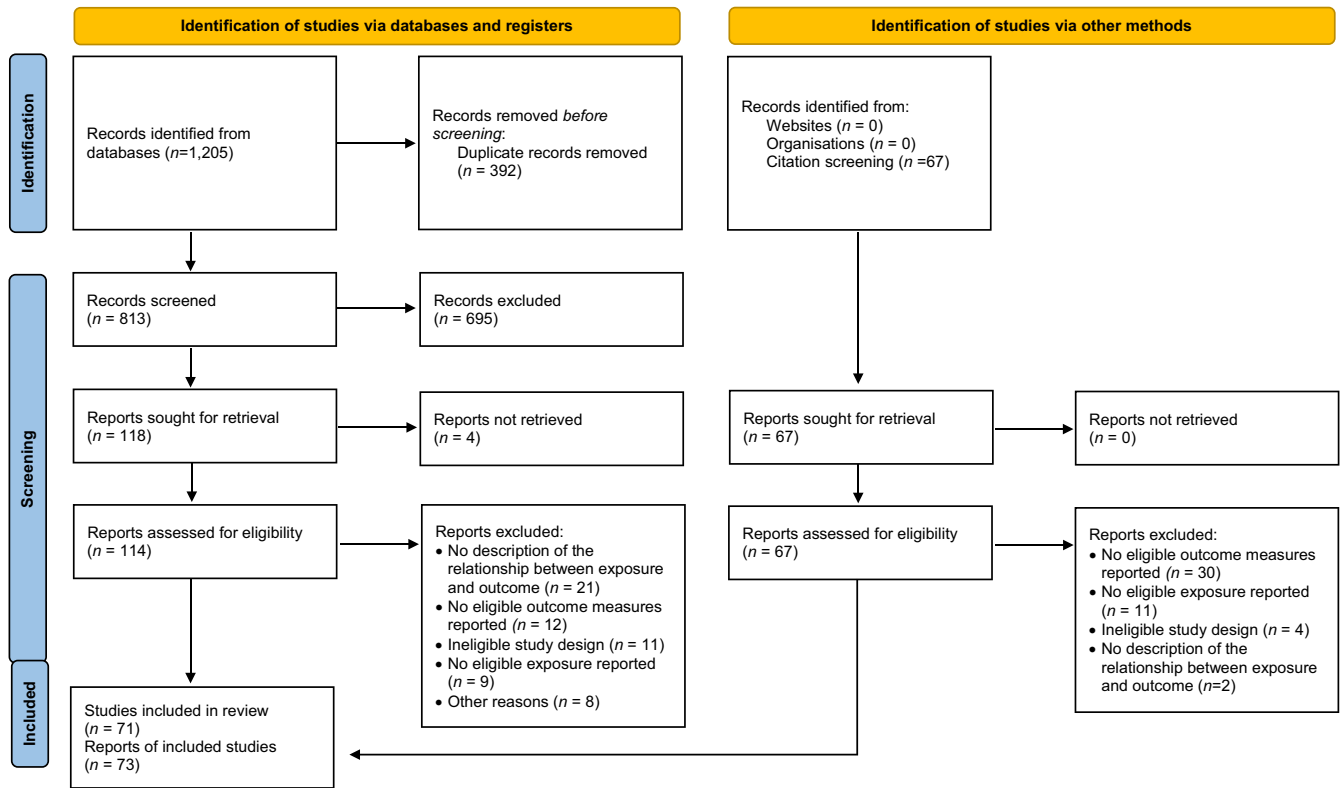 Identification of studies via databases and registers
Identification of studies via other methods
Identification
Records identified from
databases (n=1,205)
Records removed before
screening:
Duplicate records removed
(n = 392)
Records identified from:
Websites (n = 0)
Organisations (n = 0)
Citation screening (n =67)
Screening
Records screened
(n = 813)
Records excluded
(n = 695)
Reports sought for retrieval
(n = 118)
Reports not retrieved
(n = 4)
Reports sought for retrieval
(n = 67)
Reports not retrieved
(n = 0)
Reports assessed for eligibility
(n = 114)
Reports excluded:
• No description of the
relationship between exposure
and outcome (n = 21)
• No eligible outcome measures
reported (n = 12)
• Ineligible study design (n = 11)
• No eligible exposure reported
(n = 9)
• Other reasons (n = 8)
Reports assessed for eligibility
(n = 67)
Reports excluded:
• No eligible outcome measures
reported (n = 30)
• No eligible exposure reported
(n = 11)
• Ineligible study design (n = 4)
• No description of the
relationship between exposure
and outcome (n=2)
Included
Studies included in review
(n = 71)
Reports of included studies
(n = 73)